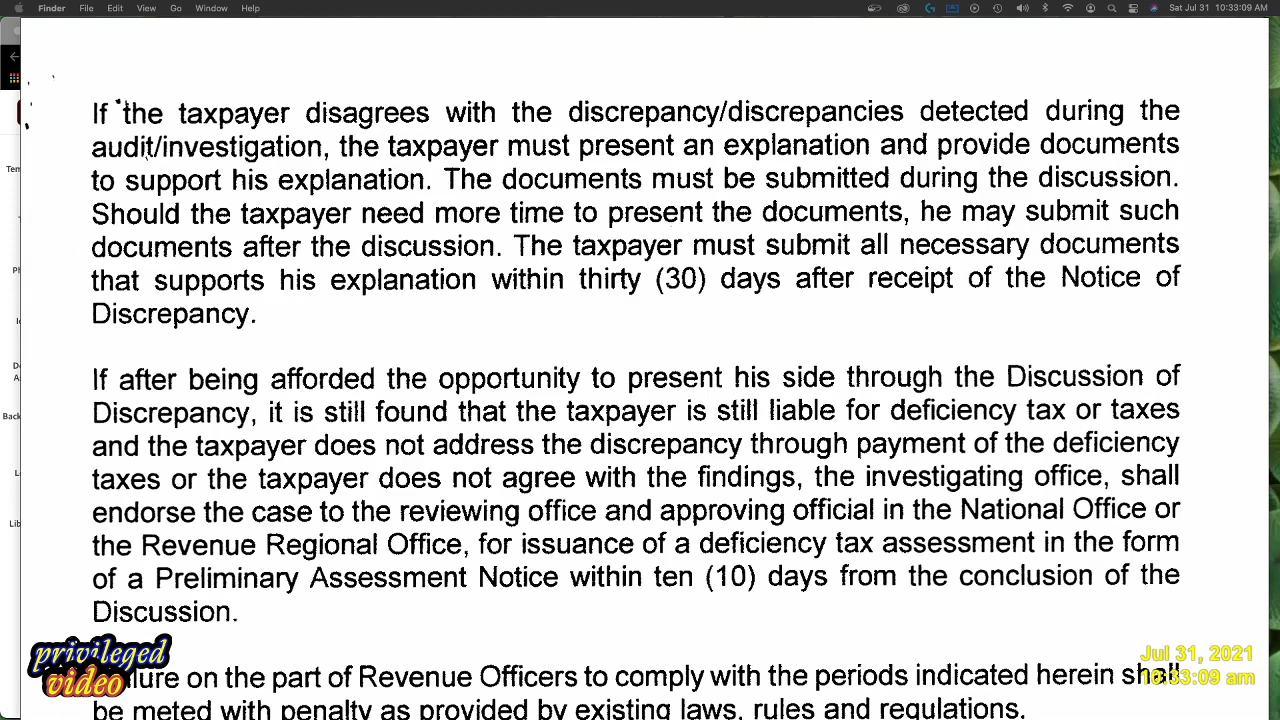 Finder File Edit View Go Window Help Sat Jul 31 10:33:09 AM
If the taxpayer disagrees with the discrepancy/discrepancies detected during the
audit/investigation, the taxpayer must present an explanation and provide documents
to support his explanation. The documents must be submitted during the discussion.
Should the taxpayer need more time to present the documents, he may submit such
documents after the discussion. The taxpayer must submit all necessary documents
that supports his explanation within thirty (30) days after receipt of the Notice of
Discrepancy.
If after being afforded the opportunity to present his side through the Discussion of
Discrepancy, it is still found that the taxpayer is still liable for deficiency tax or taxes
and the taxpayer does not address the discrepancy through payment of the deficiency
taxes or the taxpayer does not agree with the findings, the investigating office, shall
endorse the case to the reviewing office and approving official in the National Office or
the Revenue Regional Office, for issuance of a deficiency tax assessment in the form
of a Preliminary Assessment Notice within ten (10) days from the conclusion of the
Discussion.
privileged
video
Jul 31, 2021
10:33:09 am
lure on the part of Revenue Officers to comply with the periods indicated herein shall
be meted with penalty as provided by existing laws, rules and regulations.